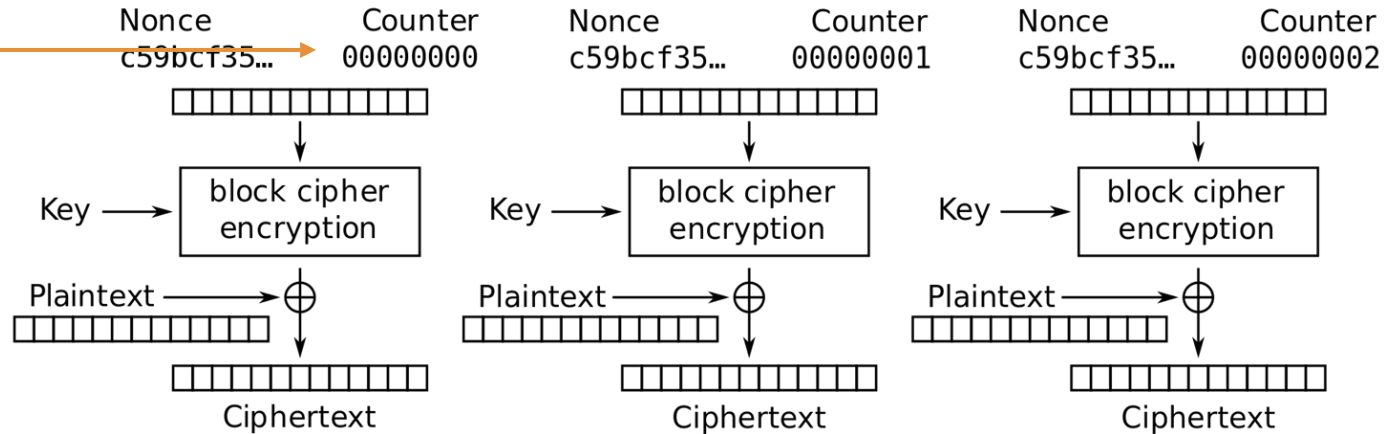 Nonce Counter Nonce Counter Nonce Counter
c59bcf35… 00000000 c59bcf35… 00000001 c59bcf35… 00000002
Key block cipher encryption Key block cipher encryption Key block cipher encryption
Plaintext Plaintext Plaintext
Ciphertext Ciphertext Ciphertext